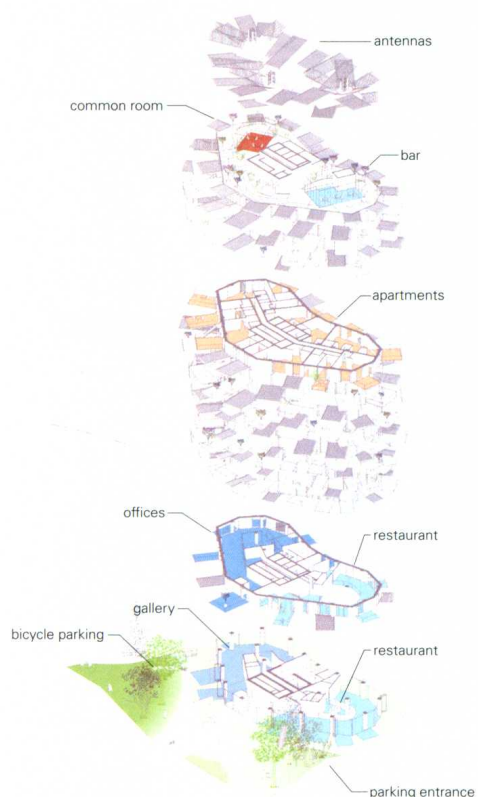 antennas
common room
bar
apartments
offices
restaurant
gallery
bicycle parking
restaurant
parking entrance